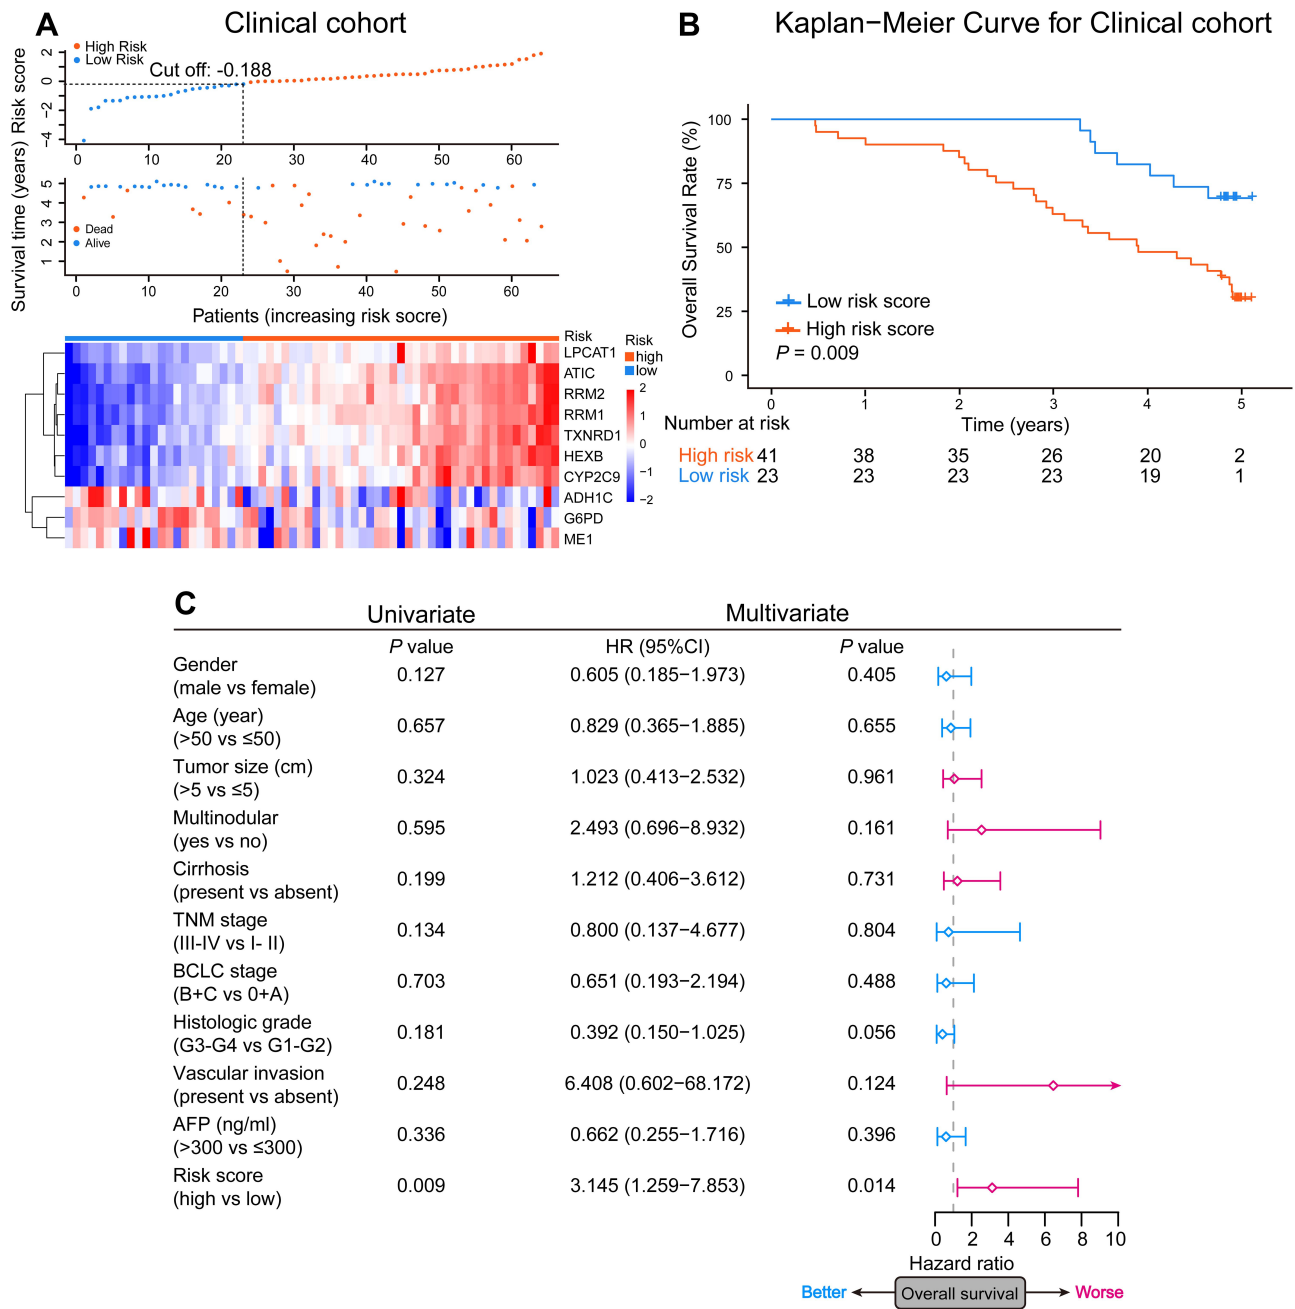 A
Clinical cohort
High Risk
Low Risk
Cut off: -0.188
Risk score
2
0
−2
−4
0 10 20 30 40 50 60
Survival time (years)
5
4
3
2
1
Dead
Alive
0 10 20 30 40 50 60
Patients (increasing risk socre)
Risk
LPCAT1
ATIC
RRM2
RRM1
TXNRD1
HEXB
CYP2C9
ADH1C
G6PD
ME1
Risk
high
low
2
1
0
−1
−2
B
Kaplan−Meier Curve for Clinical cohort
Overall Survival Rate (%)
100
75
50
25
0
Low risk score
High risk score
P = 0.009
0 1 2 3 4 5
Time (years)
Number at risk
High risk 41 38 35 26 20 2
Low risk 23 23 23 23 19 1
C
Univariate Multivariate
P value HR (95%CI) P value
Gender
(male vs female) 0.127 0.605 (0.185−1.973) 0.405
Age (year)
(>50 vs ≤50) 0.657 0.829 (0.365−1.885) 0.655
Tumor size (cm)
(>5 vs ≤5) 0.324 1.023 (0.413−2.532) 0.961
Multinodular
(yes vs no) 0.595 2.493 (0.696−8.932) 0.161
Cirrhosis
(present vs absent) 0.199 1.212 (0.406−3.612) 0.731
TNM stage
(III-IV vs I- II) 0.134 0.800 (0.137−4.677) 0.804
BCLC stage
(B+C vs 0+A) 0.703 0.651 (0.193−2.194) 0.488
Histologic grade
(G3-G4 vs G1-G2) 0.181 0.392 (0.150−1.025) 0.056
Vascular invasion
(present vs absent) 0.248 6.408 (0.602−68.172) 0.124
AFP (ng/ml)
(>300 vs ≤300) 0.336 0.662 (0.255−1.716) 0.396
Risk score
(high vs low) 0.009 3.145 (1.259−7.853) 0.014
0 2 4 6 8 10
Hazard ratio
Better Overall survival Worse